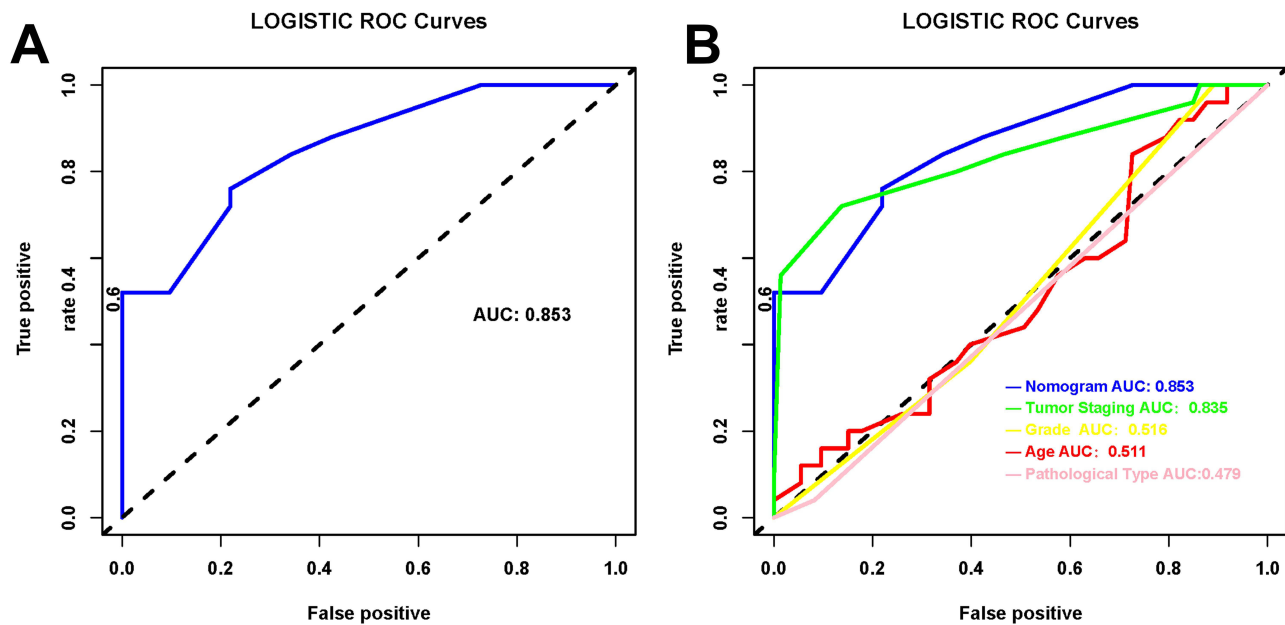 A
LOGISTIC ROC Curves
1.0
0.8
0.6
rate 0.4
0.2
0.0
True positive
AUC: 0.853
0.0 0.2 0.4 0.6 0.8 1.0
False positive
B
LOGISTIC ROC Curves
1.0
0.8
0.6
rate 0.4
0.2
0.0
True positive
Nomogram AUC: 0.853
Tumor Staging AUC: 0.835
Grade AUC: 0.516
Age AUC: 0.511
Pathological Type AUC:0.479
0.0 0.2 0.4 0.6 0.8 1.0
False positive